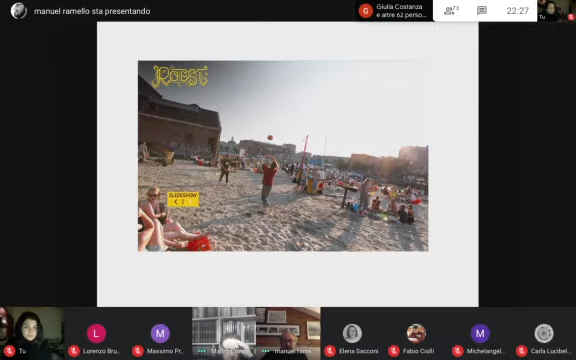 manuel ramello sta presentando
G
Giulia Costanza
e altre 62 perso...
73
22:27
Tu
ROEST
SLIDESHOW
Tu
L
Lorenzo Bru...
M
Massimo Pr...
manuel rame
Elena Sacconi
Fabio Ciolli
M
Michelangel...
Carla Lucibel...